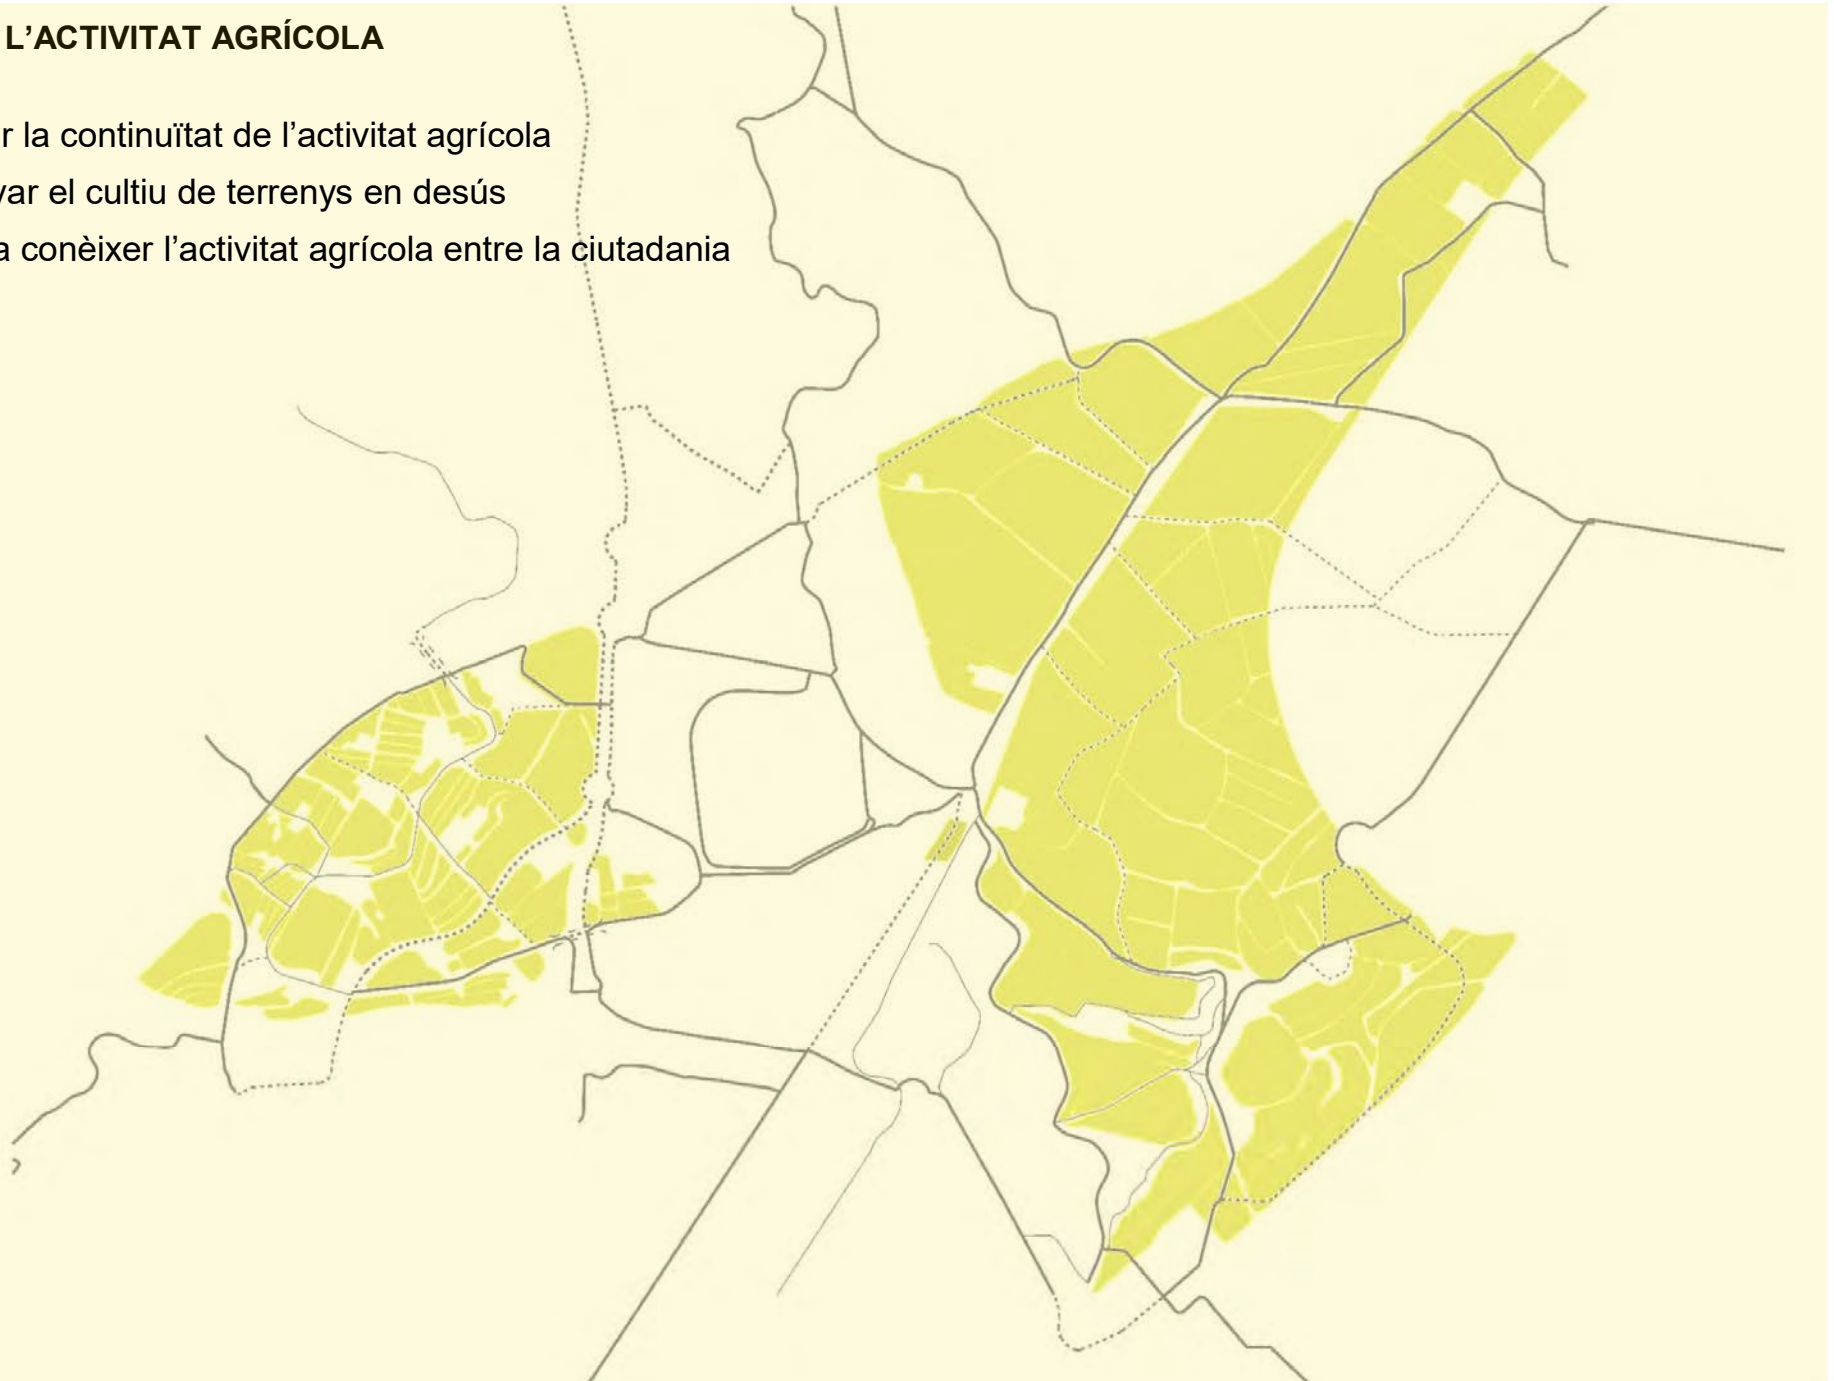 L’ACTIVITAT AGRÍCOLA
r la continuïtat de l’activitat agrícola
var el cultiu de terrenys en desús
a conèixer l’activitat agrícola entre la ciutadania